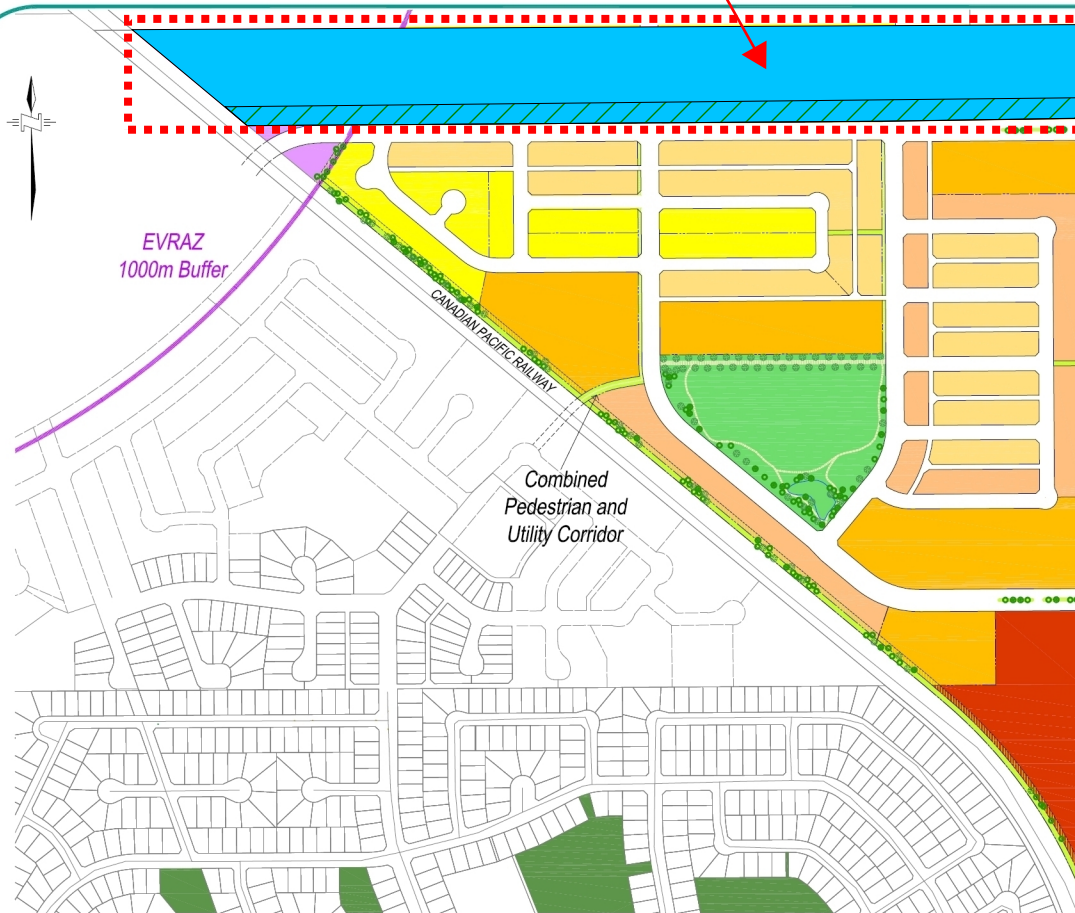 N
EVRAZ
1000m Buffer
CANADIAN PACIFIC RAILWAY
Combined
Pedestrian and
Utility Corridor